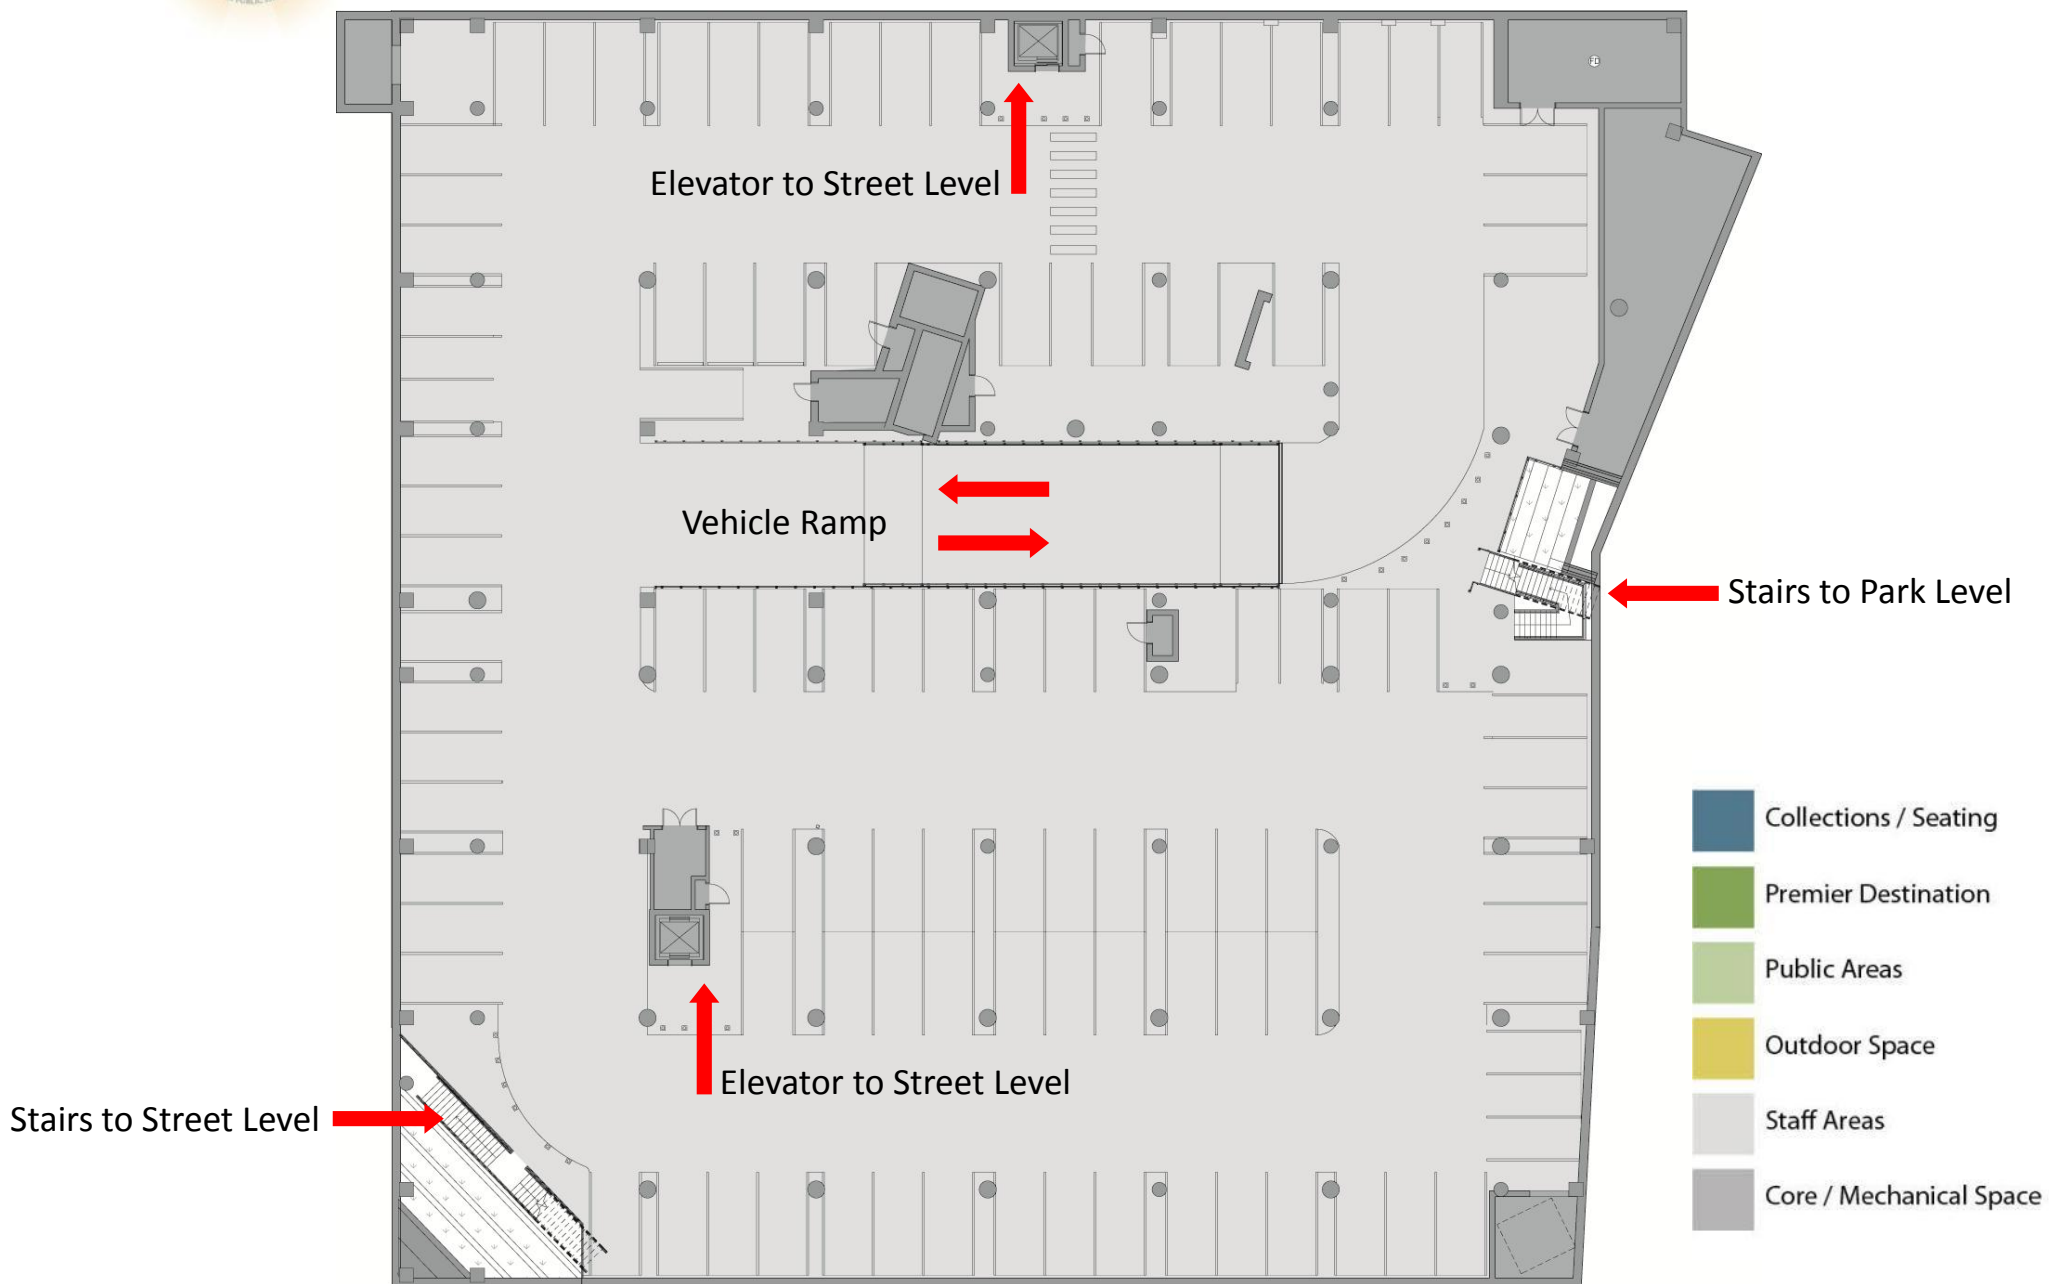 FD
Elevator to Street Level
Vehicle Ramp
Stairs to Park Level
Collections / Seating
Premier Destination
Public Areas
Outdoor Space
Staff Areas
Core / Mechanical Space
Elevator to Street Level
Stairs to Street Level